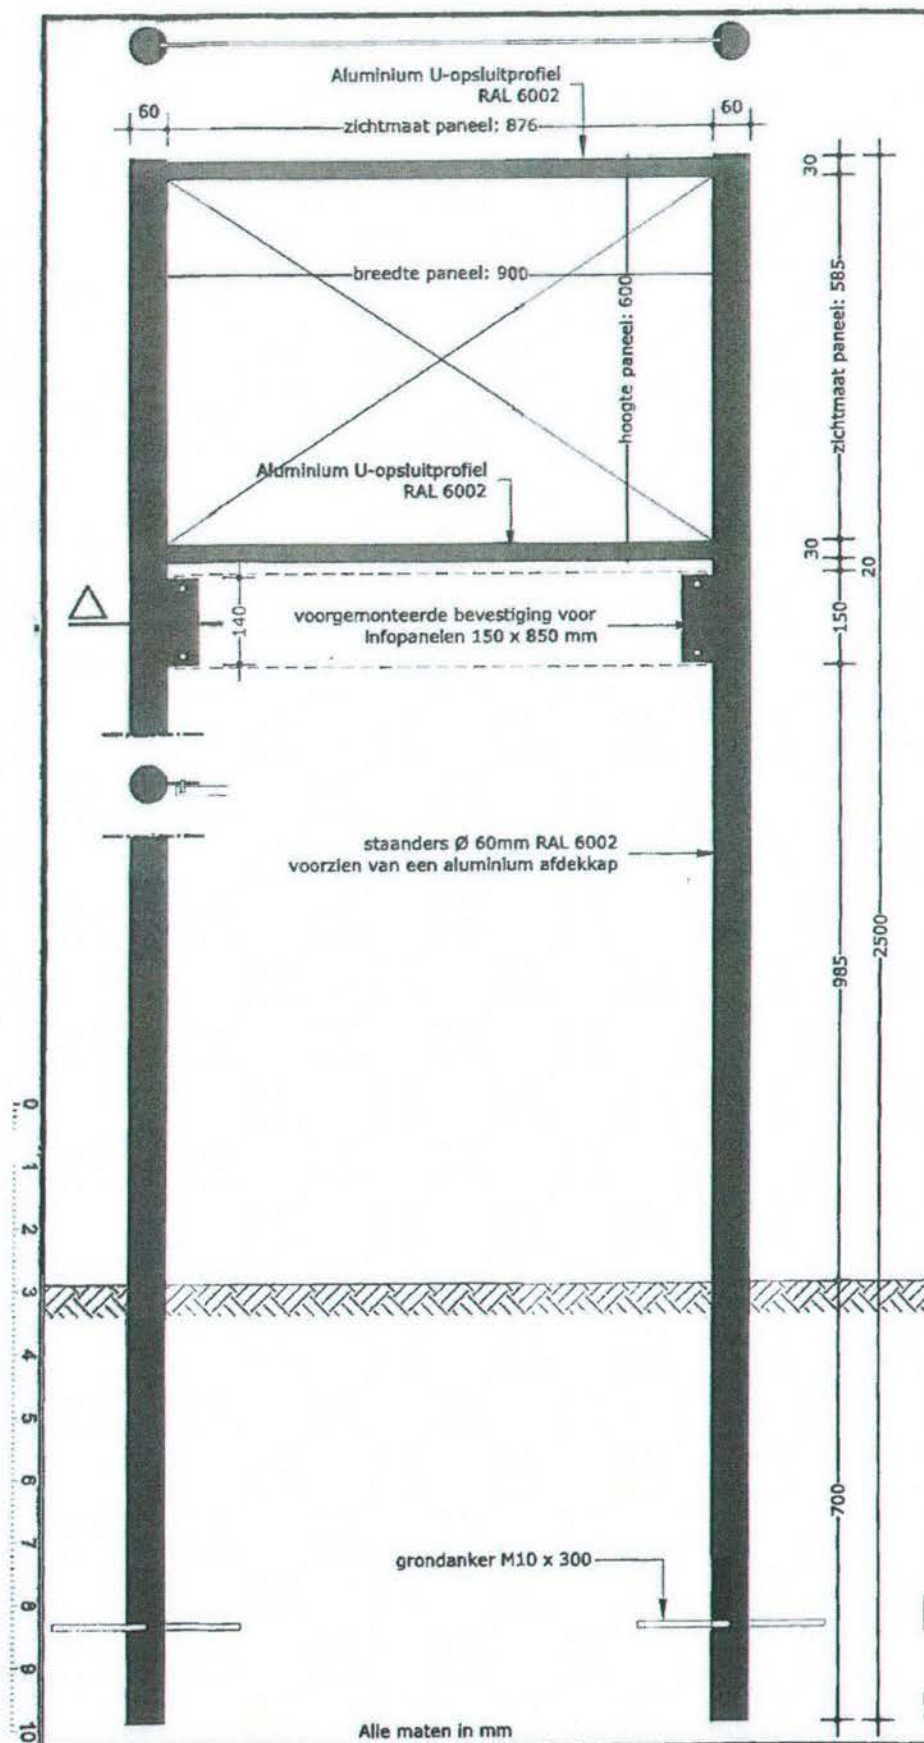 Aluminium U-opsluitprofiel
RAL 6002
60
zichtmaat paneel: 876
60
30
breedte paneel: 900
hoogte paneel: 600
zichtmaat paneel: 585
Aluminium U-opsluitprofiel
RAL 6002
30
20
140
voorgemonteerde bevestiging voor
infopanelen 150 x 850 mm
150
staanders Ø 60mm RAL 6002
voorzien van een aluminium afdekkap
985
2500
0
1
2
3
4
5
6
7
8
9
10
700
grondanker M10 x 300
Alle maten in mm